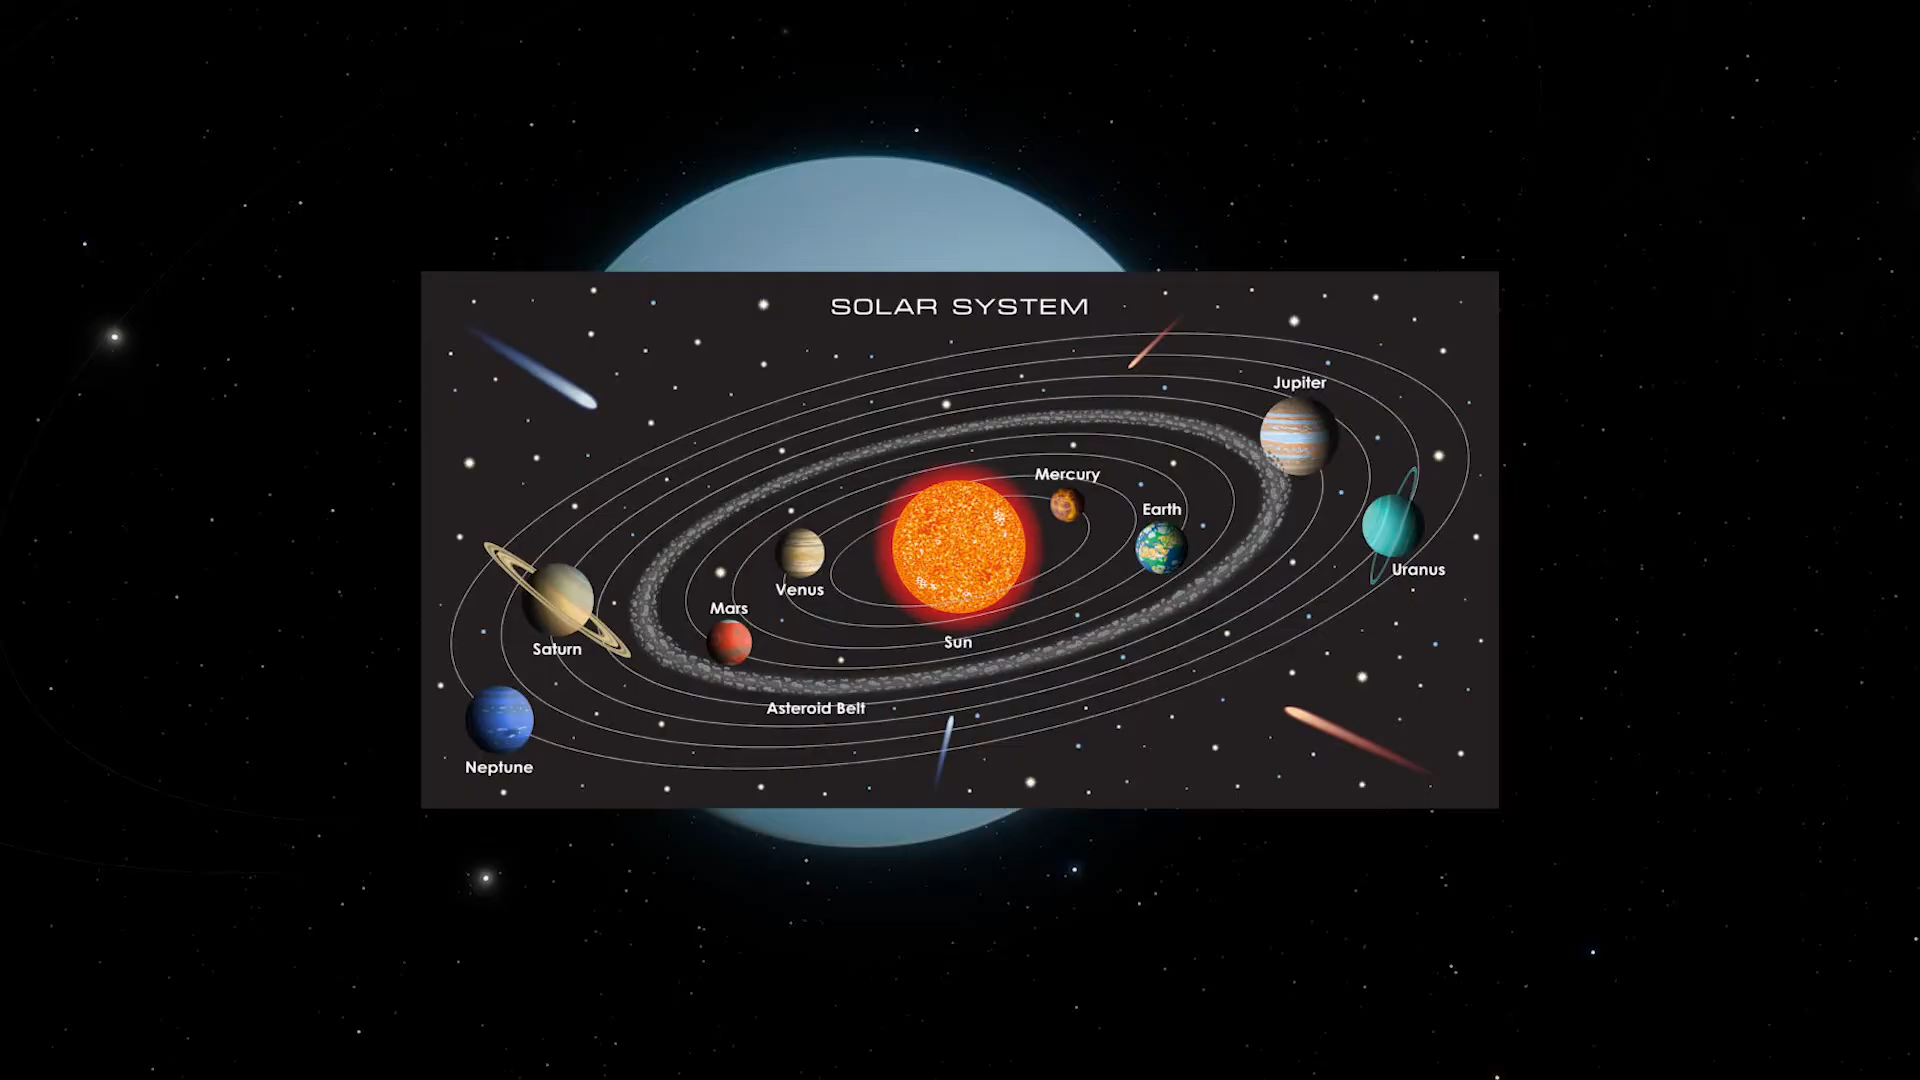 SOLAR SYSTEM
Jupiter
Mercury
Earth
Uranus
Venus
Mars
Sun
Saturn
Asteroid Belt
Neptune